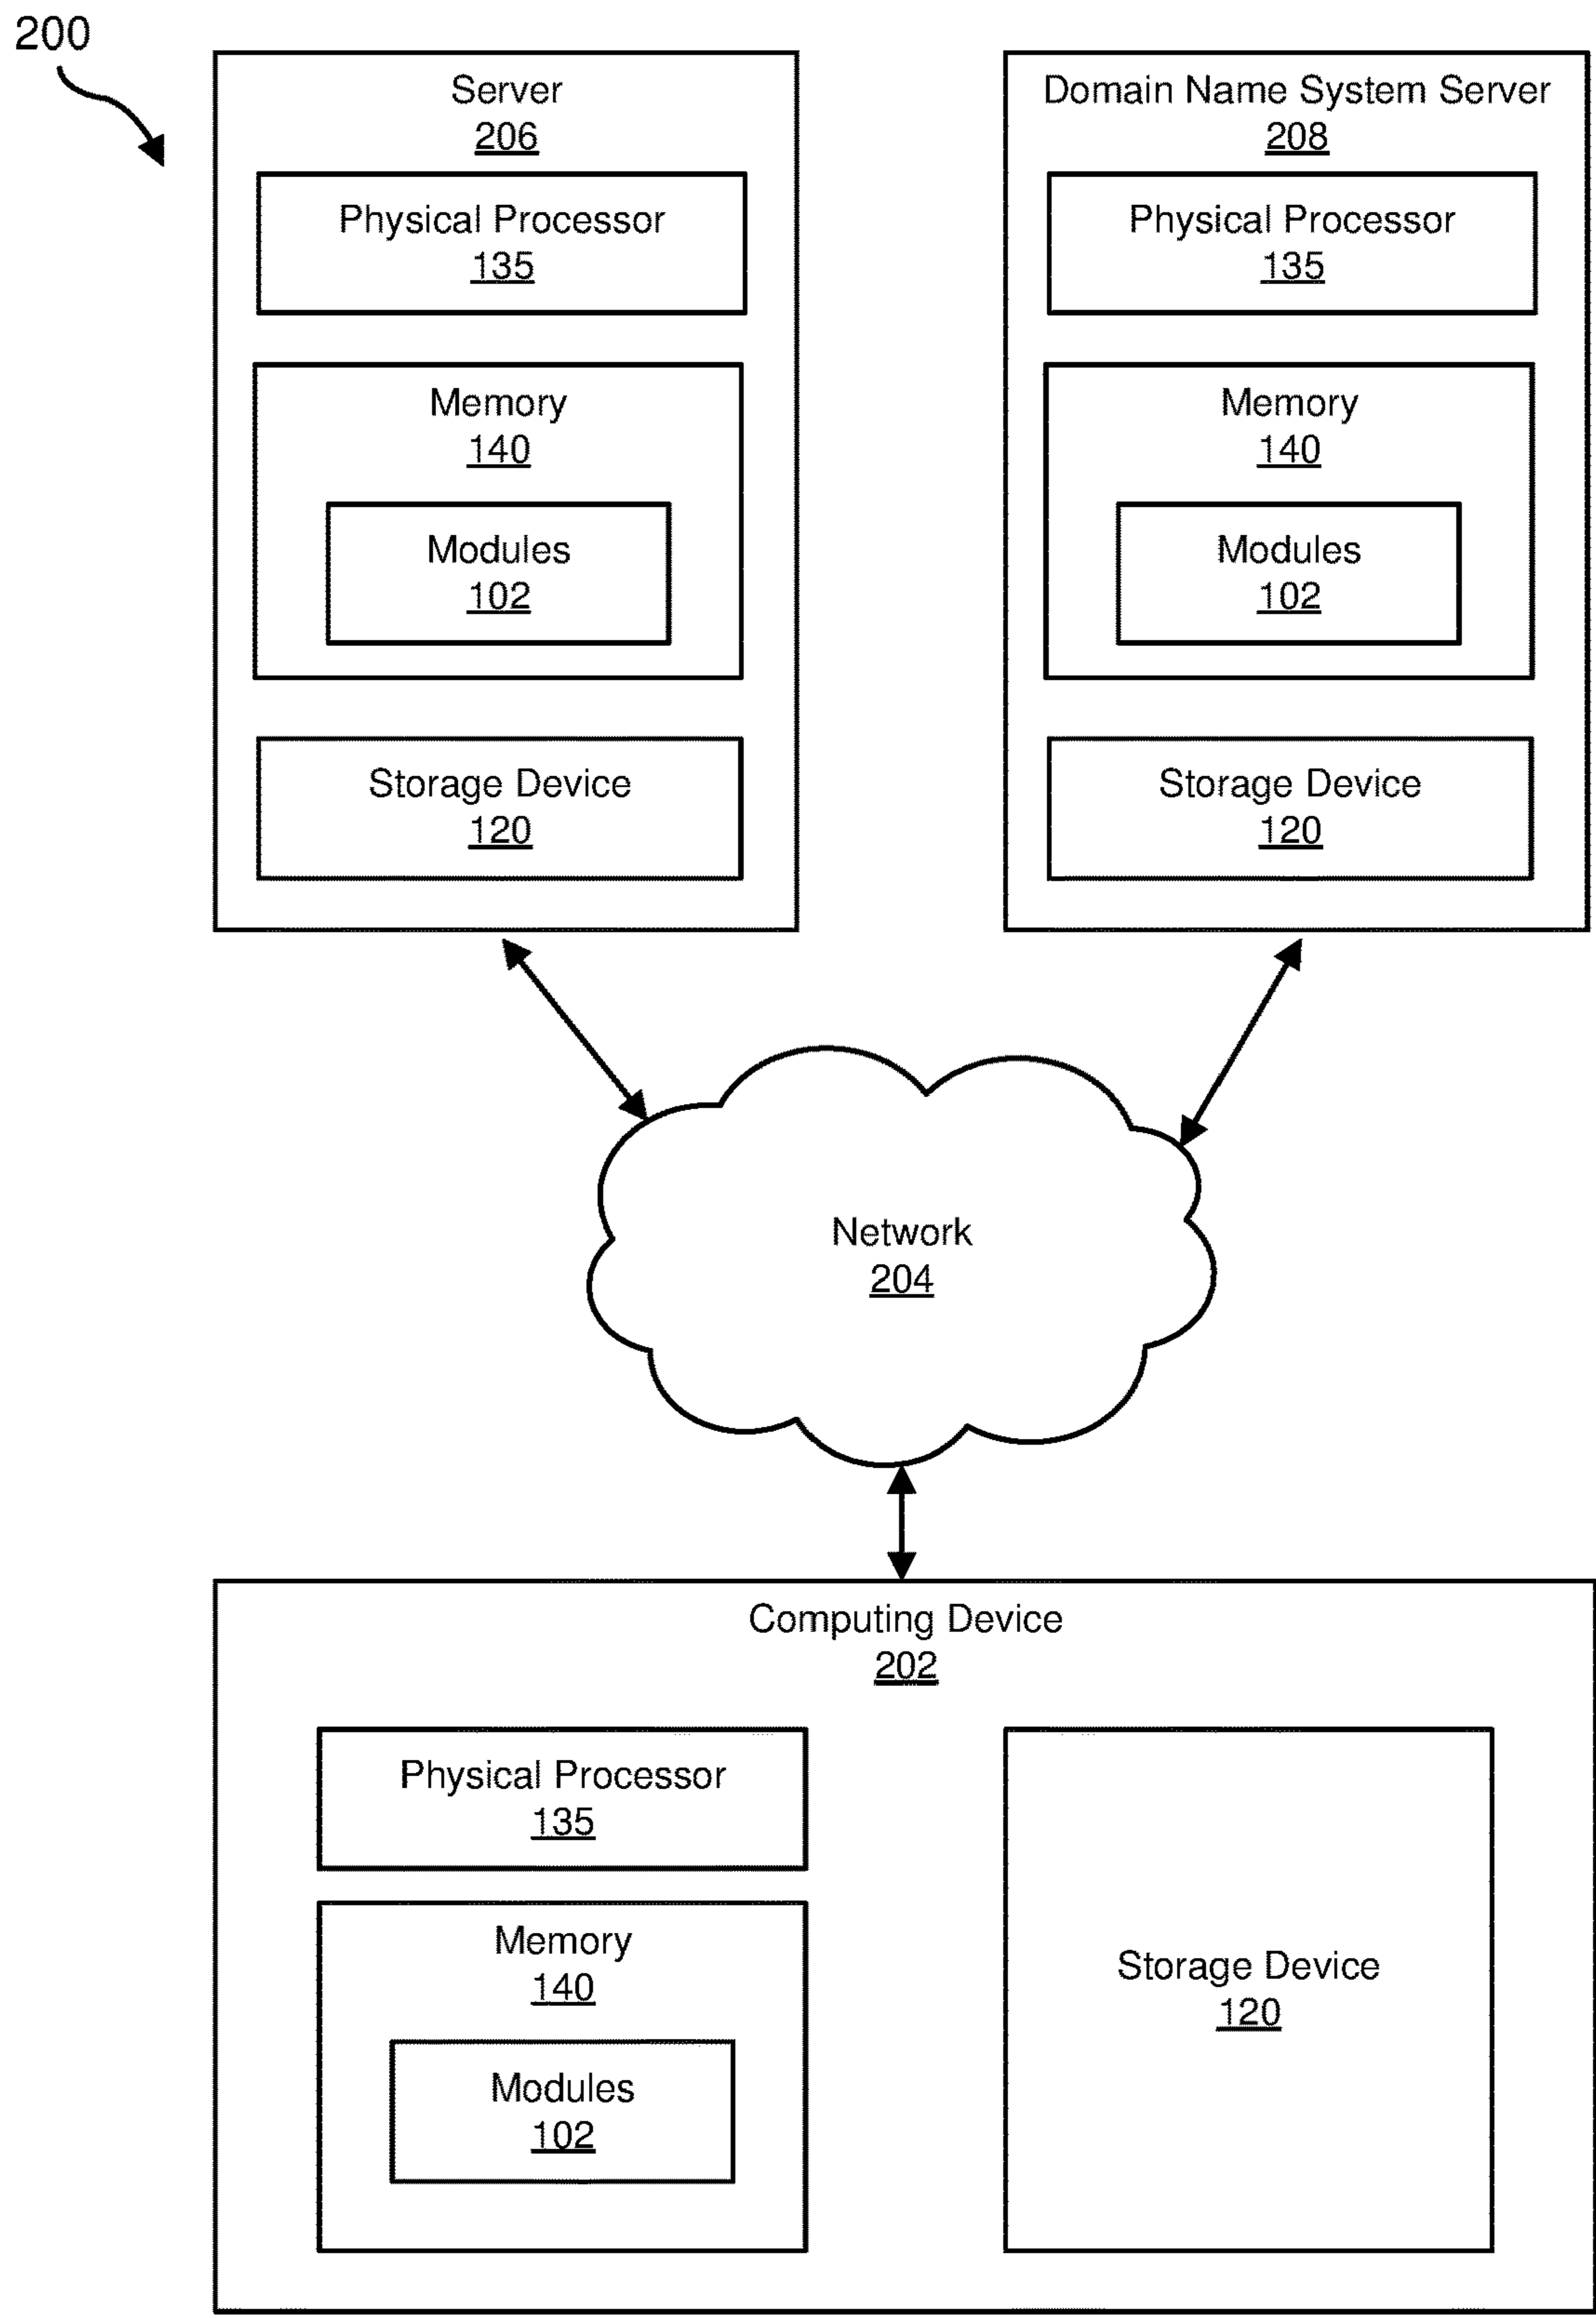 200
Server
206
Physical Processor
135
Memory
140
Modules
102
Storage Device
120
Domain Name System Server
208
Physical Processor
135
Memory
140
Modules
102
Storage Device
120
Network
204
Computing Device
202
Physical Processor
135
Memory
140
Modules
102
Storage Device
120